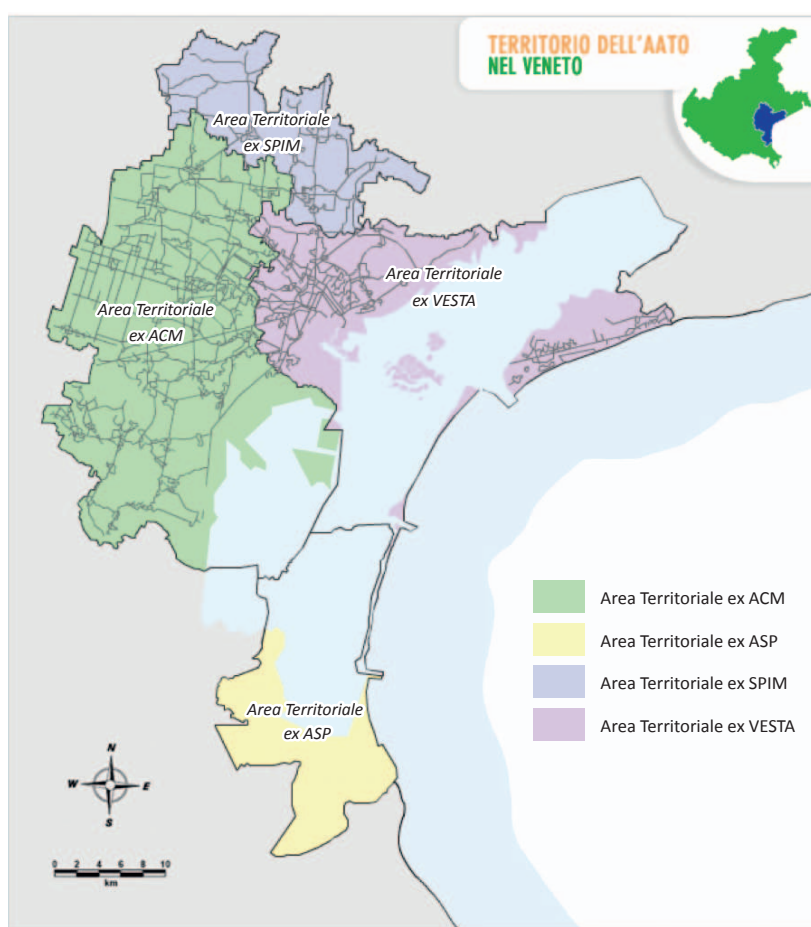 TERRITORIO DELL'AATO
NEL VENETO
Area Territoriale
ex SPIM
Area Territoriale
ex VESTA
Area Territoriale
ex ACM
Area Territoriale ex ACM
Area Territoriale ex ASP
Area Territoriale ex SPIM
Area Territoriale ex VESTA
Area Territoriale
ex ASP
N
W E
S
0 2 4 6 8 10
km